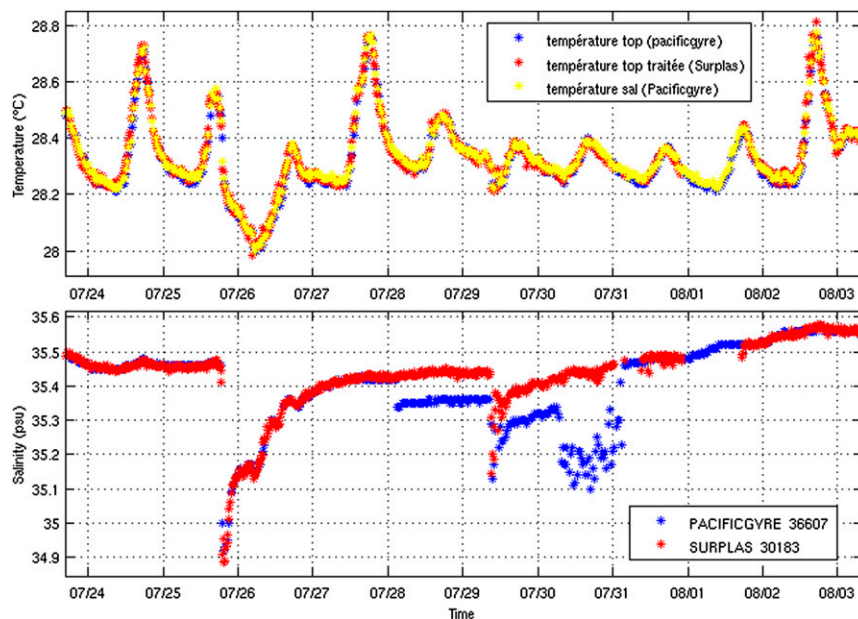 28.8
28.6
28.4
28.2
28
Temperature (°C)
température top (pacificgyre)
température top traitée (Surplas)
température sal (Pacificgyre)
07/24 07/25 07/26 07/27 07/28 07/29 07/30 07/31 08/01 08/02 08/03
35.6
35.5
35.4
35.3
35.2
35.1
35
34.9
Salinity (psu)
PACIFICGYRE 36607
SURPLAS 30183
07/24 07/25 07/26 07/27 07/28 07/29 07/30 07/31 08/01 08/02 08/03
Time